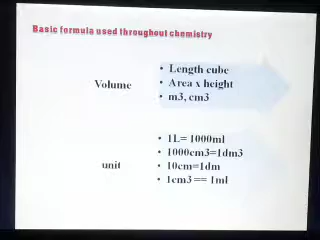 Basic formula used throughout chemistry
Volume
• Length cube
• Area x height
• m3, cm3
unit
• 1L= 1000ml
• 1000cm3=1dm3
• 10cm=1dm
• 1cm3 == 1ml